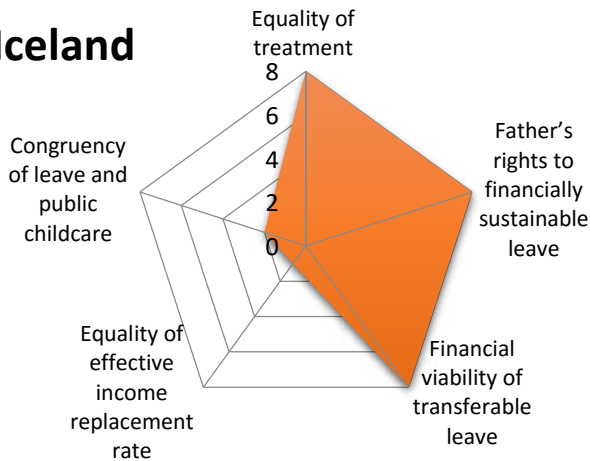 Iceland
Equality of
treatment
8
6
4
2
0
Father's
rights to
financially
sustainable
leave
Financial
viability of
transferable
leave
Equality of
effective
income
replacement
rate
Congruency
of leave and
public
childcare